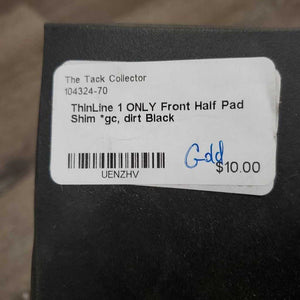 The Tack Collector
104324-70
ThinLine 1 ONLY Front Half Pad
Shim *gc, dirt Black
Gdd
$10.00
UENZHV